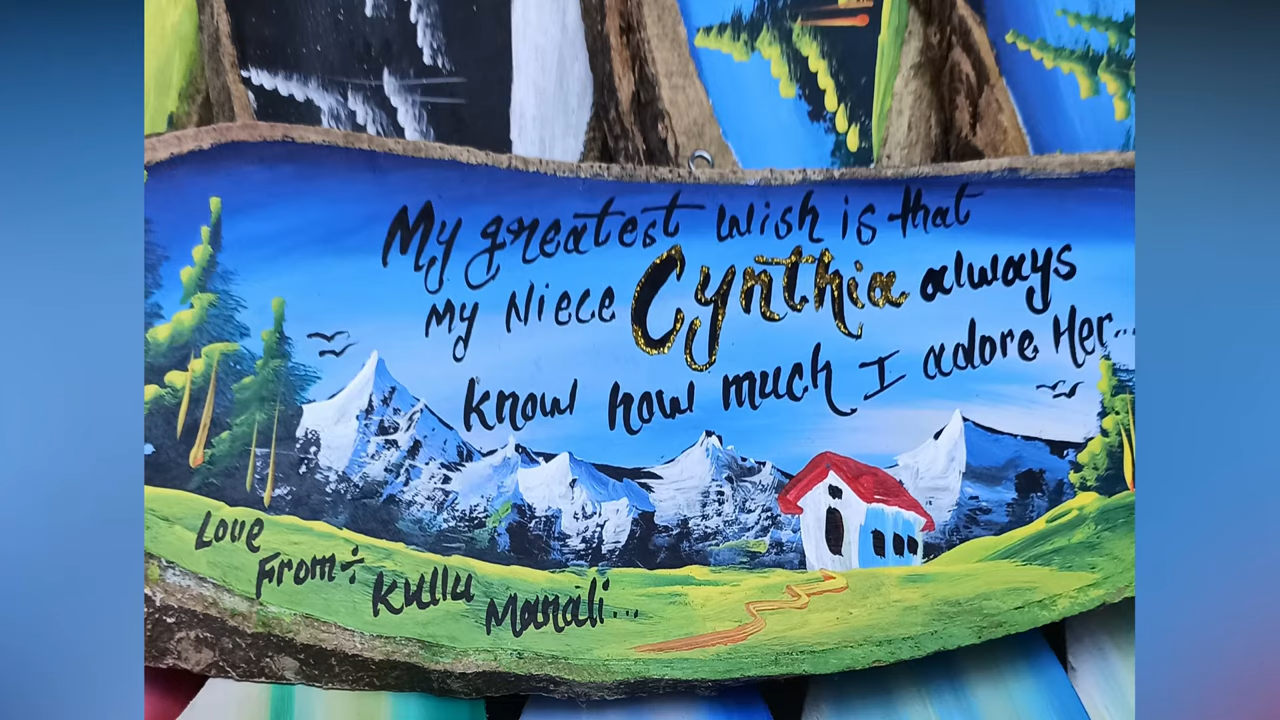 My greatest wish is that
My Niece Cynthia always
know how much I adore Her...
Love
From÷ Kullu Manali...